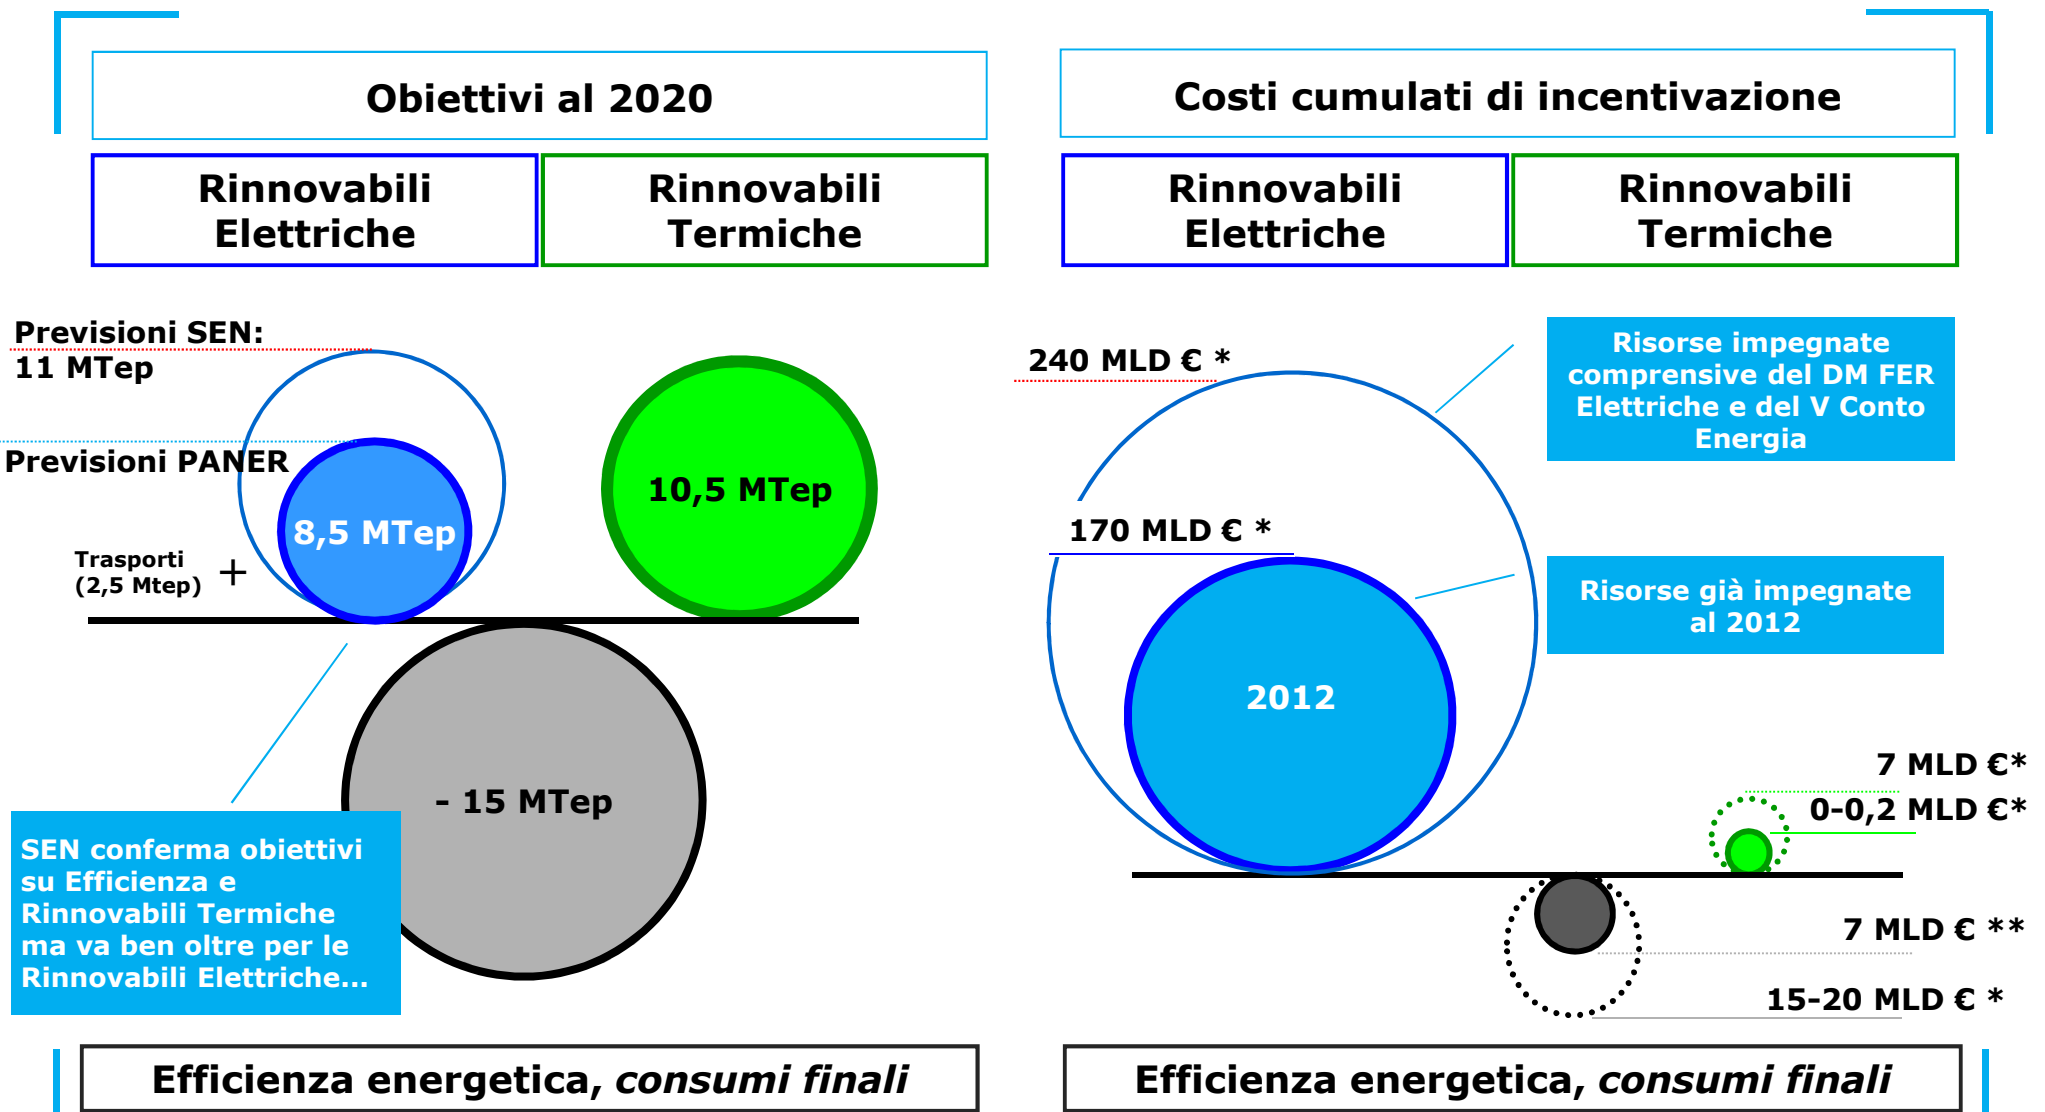 Obiettivi al 2020
Rinnovabili
Elettriche
Rinnovabili
Termiche
Previsioni SEN:
11 MTep
Previsioni PANER
8,5 MTep
10,5 MTep
Trasporti
(2,5 Mtep)
+
- 15 MTep
SEN conferma obiettivi
su Efficienza e
Rinnovabili Termiche
ma va ben oltre per le
Rinnovabili Elettriche…
Efficienza energetica, consumi finali
Costi cumulati di incentivazione
Rinnovabili
Elettriche
Rinnovabili
Termiche
240 MLD € *
Risorse impegnate
comprensive del DM FER
Elettriche e del V Conto
Energia
170 MLD € *
Risorse già impegnate
al 2012
2012
7 MLD €*
0-0,2 MLD €*
7 MLD € **
15-20 MLD € *
Efficienza energetica, consumi finali